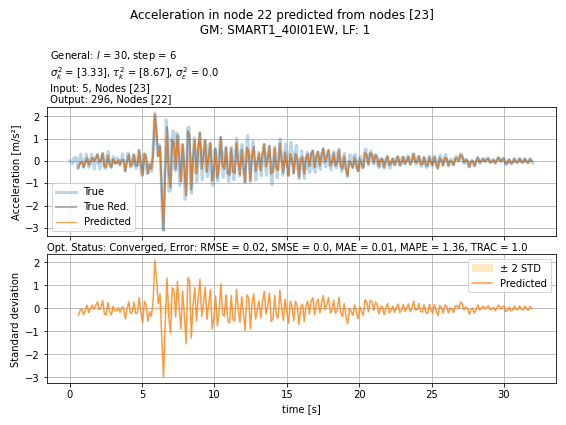 Acceleration in node 22 predicted from nodes [23]
GM: SMART1_40I01EW, LF: 1
General: l = 30, step = 6
σ²ₖ = [3.33], τ²ₖ = [8.67], σ²ε = 0.0
Input: 5, Nodes [23]
Output: 296, Nodes [22]
Acceleration [m/s²]
2
1
0
−1
−2
−3
True
True Red.
Predicted
Opt. Status: Converged, Error: RMSE = 0.02, SMSE = 0.0, MAE = 0.01, MAPE = 1.36, TRAC = 1.0
Standard deviation
2
1
0
−1
−2
−3
± 2 STD
Predicted
0 5 10 15 20 25 30
time [s]